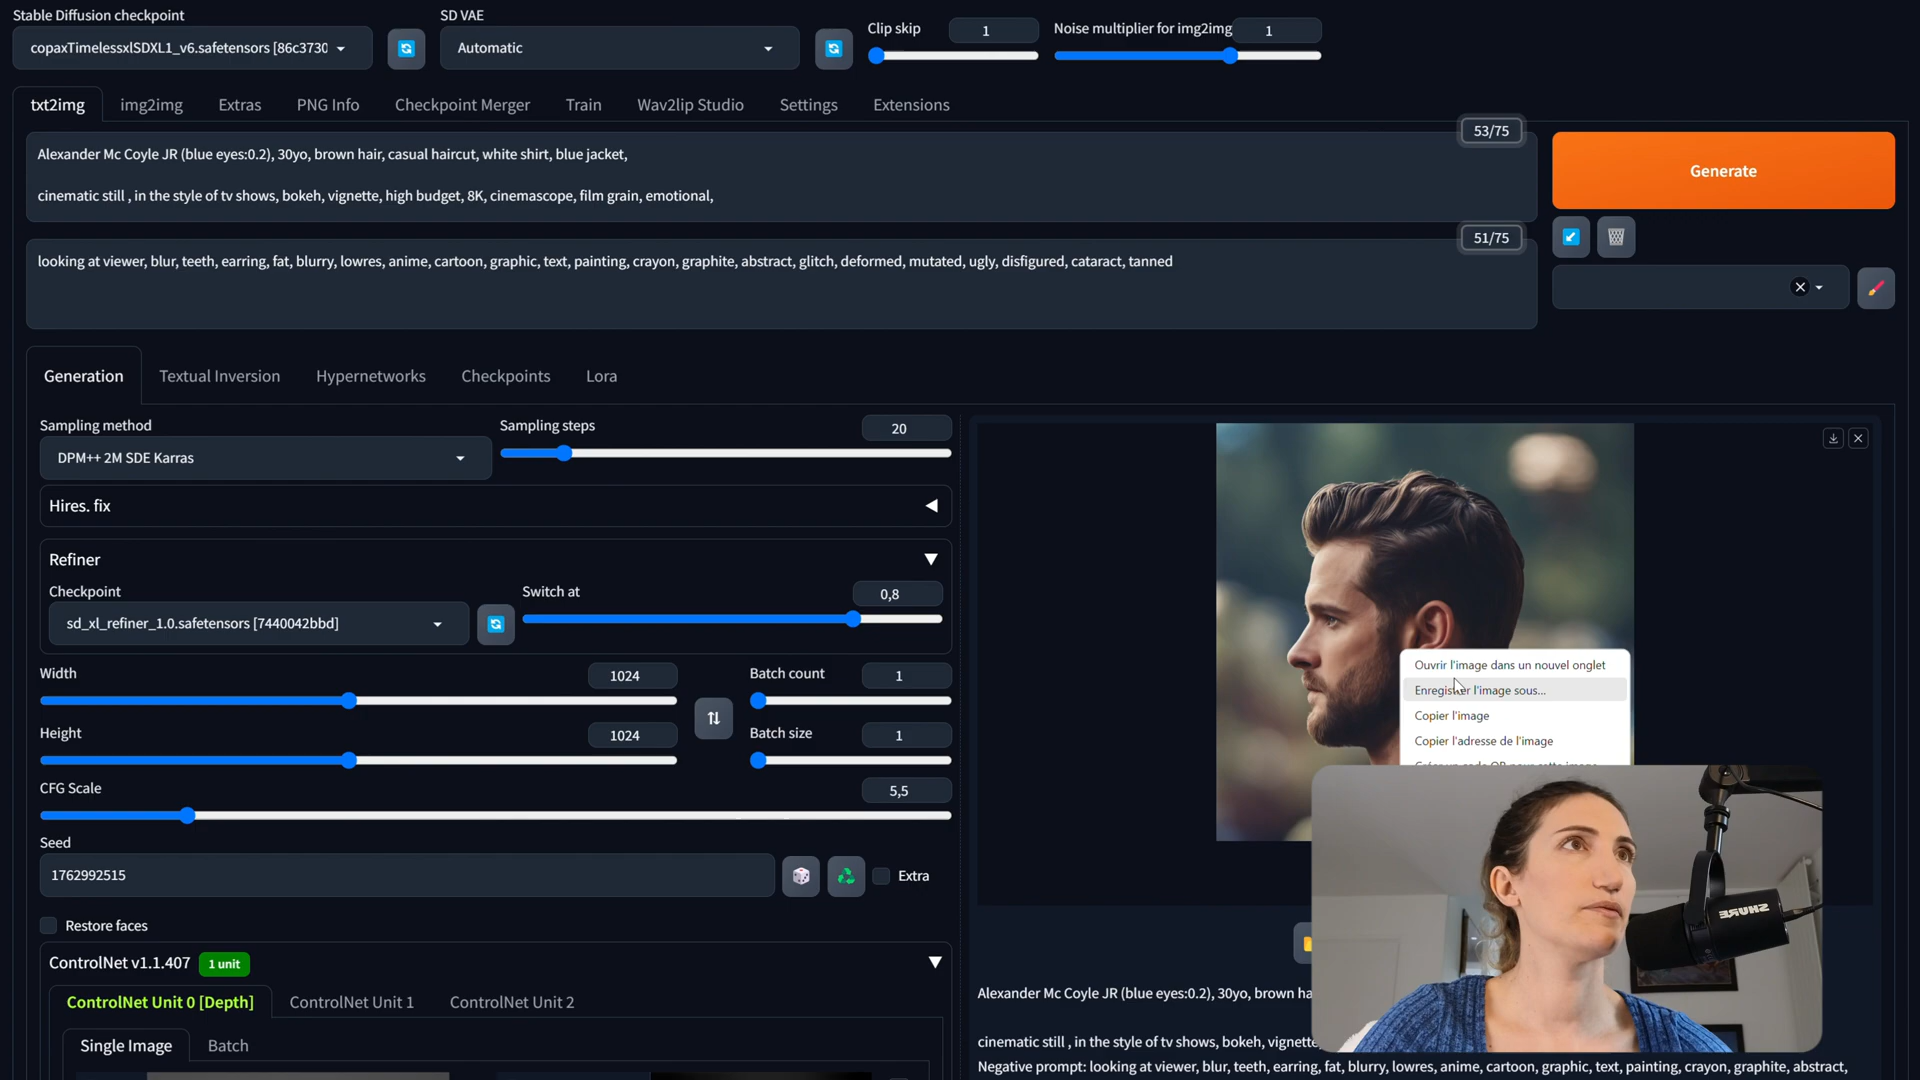 Stable Diffusion checkpoint
SD VAE
Clip skip
1
Noise multiplier for img2img
1
copaxTimelessxlSDXL1_v6.safetensors [86c3730
Automatic
txt2img
img2img
Extras
PNG Info
Checkpoint Merger
Train
Wav2lip Studio
Settings
Extensions
53/75
Alexander Mc Coyle JR (blue eyes:0.2), 30yo, brown hair, casual haircut, white shirt, blue jacket,
cinematic still , in the style of tv shows, bokeh, vignette, high budget, 8K, cinemascope, film grain, emotional,
Generate
51/75
looking at viewer, blur, teeth, earring, fat, blurry, lowres, anime, cartoon, graphic, text, painting, crayon, graphite, abstract, glitch, deformed, mutated, ugly, disfigured, cataract, tanned
Generation
Textual Inversion
Hypernetworks
Checkpoints
Lora
Sampling method
Sampling steps
20
DPM++ 2M SDE Karras
Hires. fix
Refiner
Checkpoint
Switch at
0,8
sd_xl_refiner_1.0.safetensors [7440042bbd]
Width
1024
Batch count
1
Height
1024
Batch size
1
CFG Scale
5,5
Seed
1762992515
Extra
Restore faces
ControlNet v1.1.407
1 unit
ControlNet Unit 0 [Depth]
ControlNet Unit 1
ControlNet Unit 2
Single Image
Batch
Ouvrir l'image dans un nouvel onglet
Enregistrer l'image sous...
Copier l'image
Copier l'adresse de l'image
SHURE
Alexander Mc Coyle JR (blue eyes:0.2), 30yo, brown ha
cinematic still , in the style of tv shows, bokeh, vignette,
Negative prompt: looking at viewer, blur, teeth, earring, fat, blurry, lowres, anime, cartoon, graphic, text, painting, crayon, graphite, abstract,